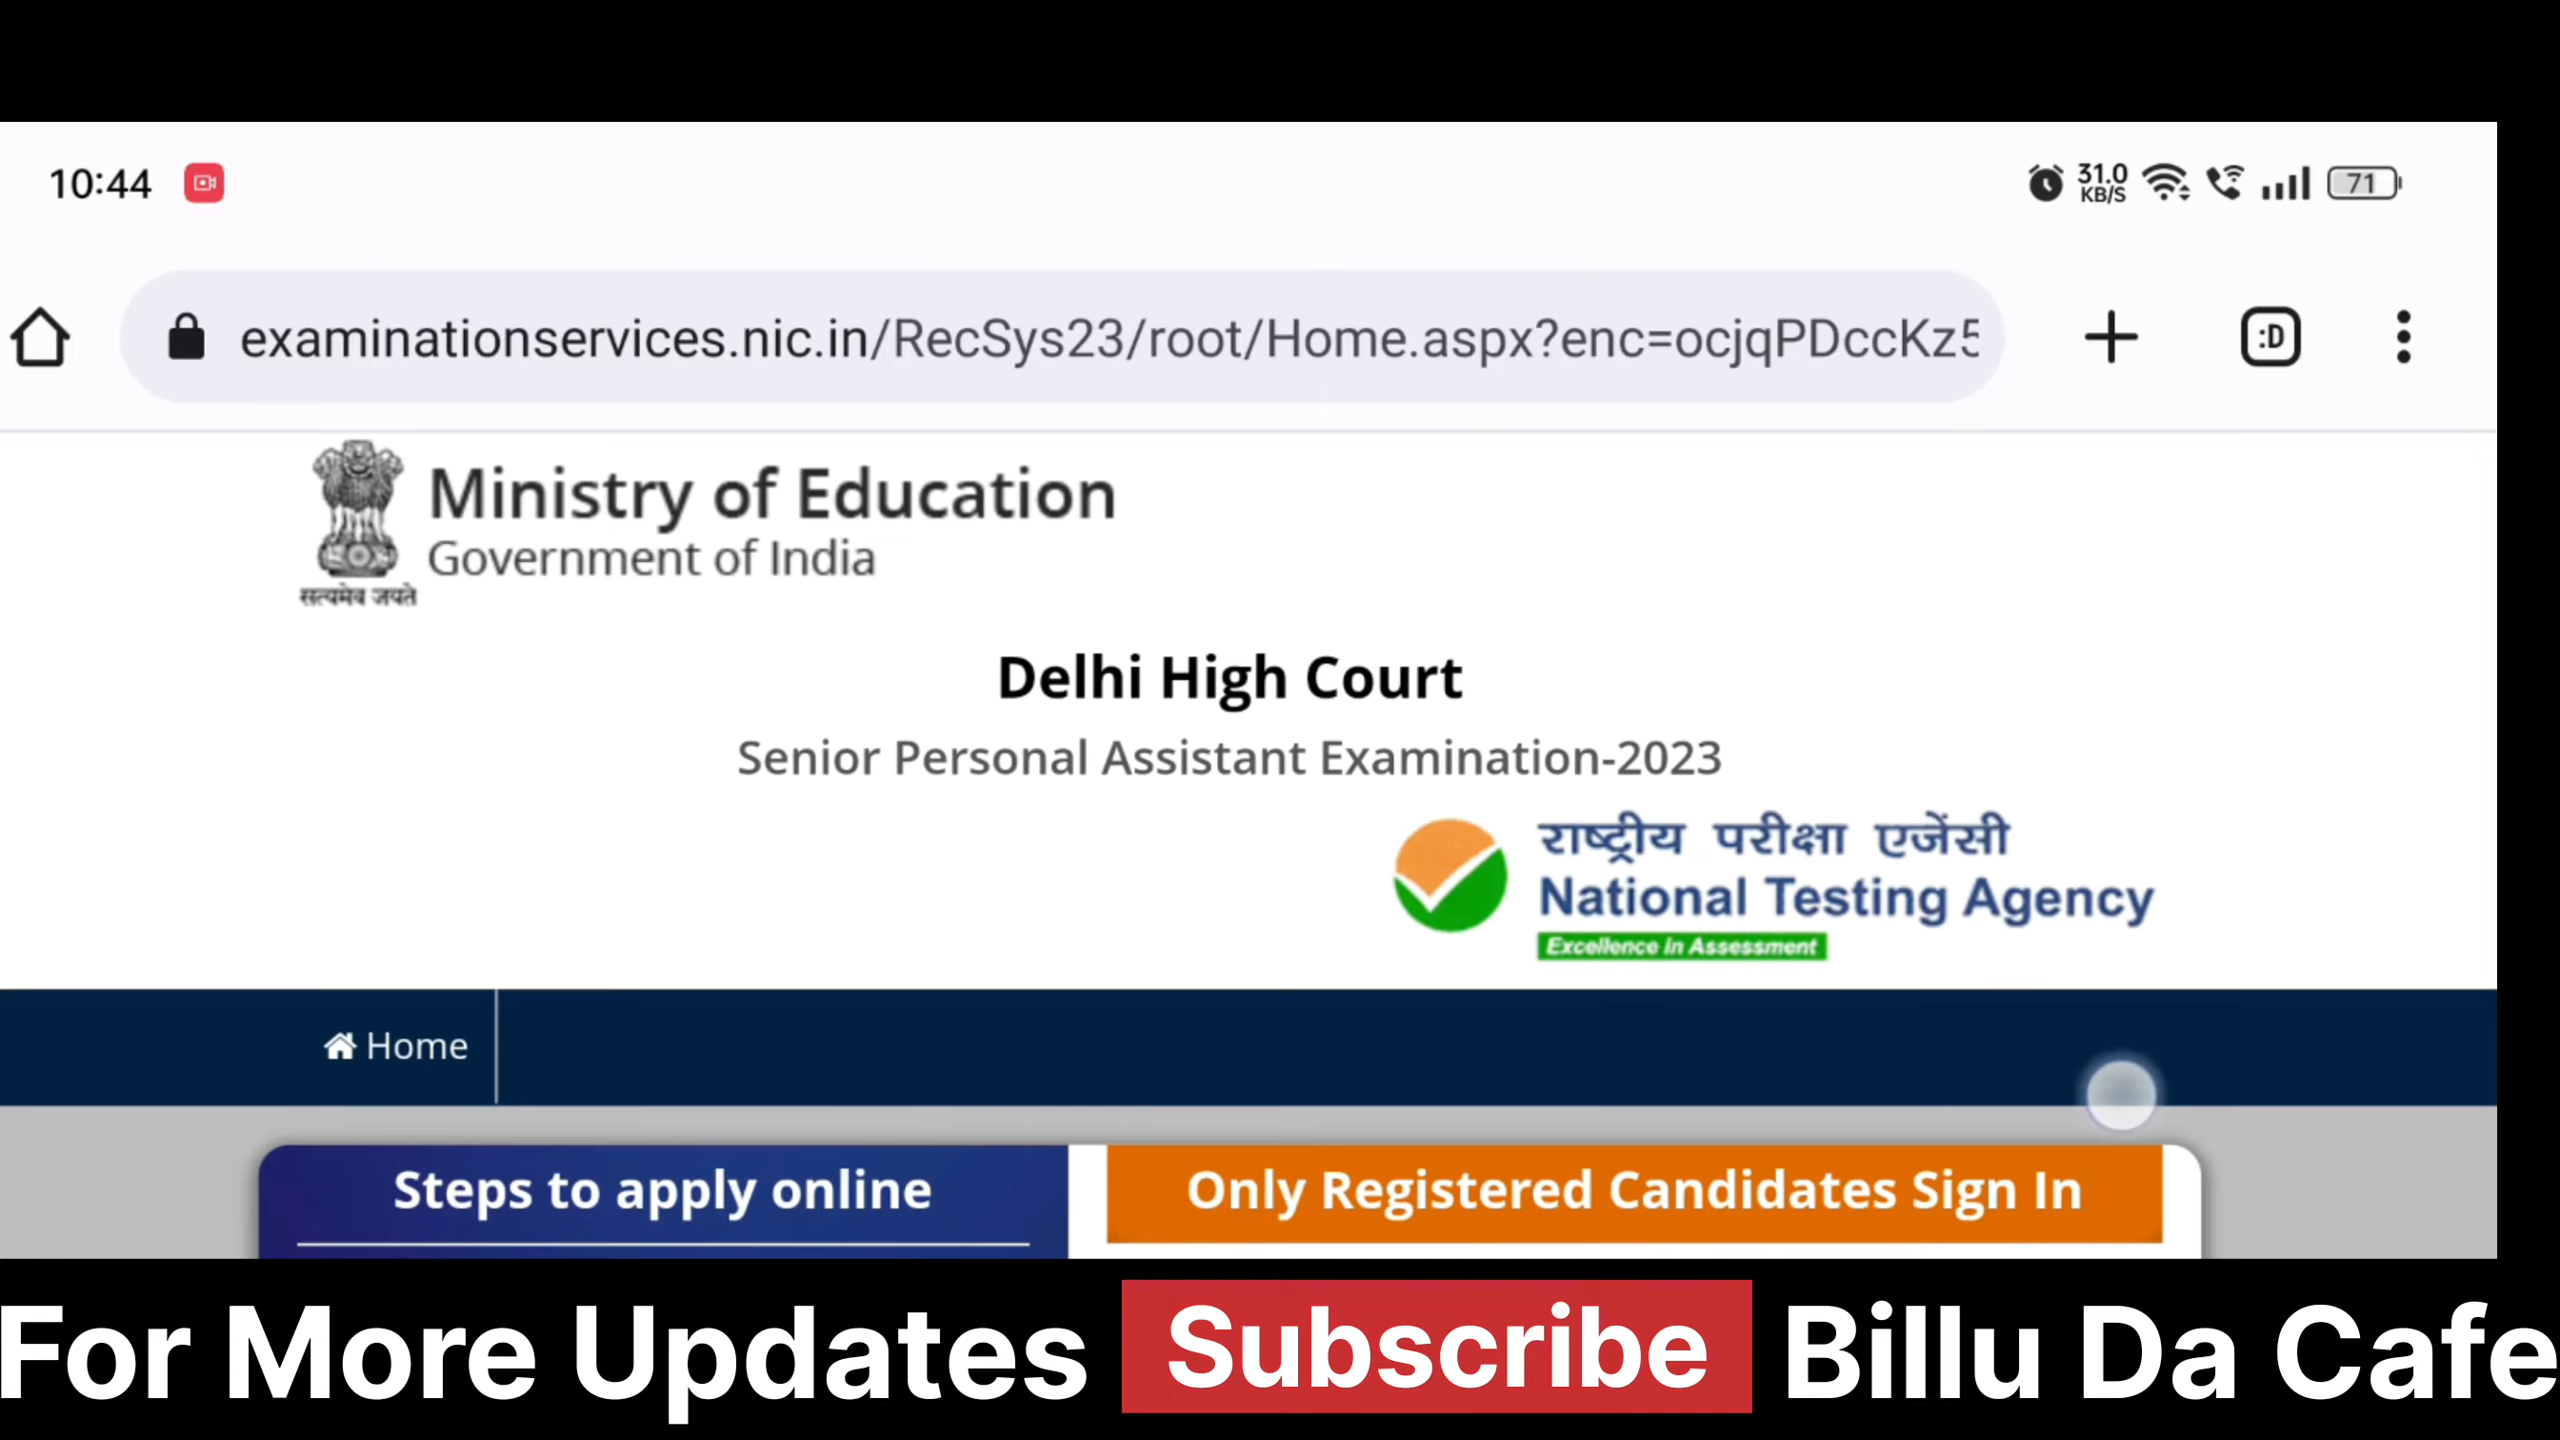 10:44
31.0
KB/S
71
examinationservices.nic.in/RecSys23/root/Home.aspx?enc=ocjqPDccKz5
:D
Ministry of Education
Government of India
सत्यमेव जयते
Delhi High Court
Senior Personal Assistant Examination-2023
राष्ट्रीय परीक्षा एजेंसी
National Testing Agency
Excellence in Assessment
Home
Steps to apply online
Only Registered Candidates Sign In
For More Updates Subscribe Billu Da Cafe